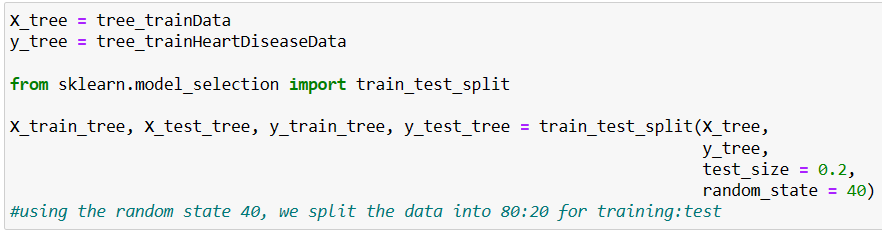 X_tree = tree_trainData
y_tree = tree_trainHeartDiseaseData
from sklearn.model_selection import train_test_split
X_train_tree, X_test_tree, y_train_tree, y_test_tree = train_test_split(X_tree,
y_tree,
test_size = 0.2,
random_state = 40)
#using the random state 40, we split the data into 80:20 for training:test